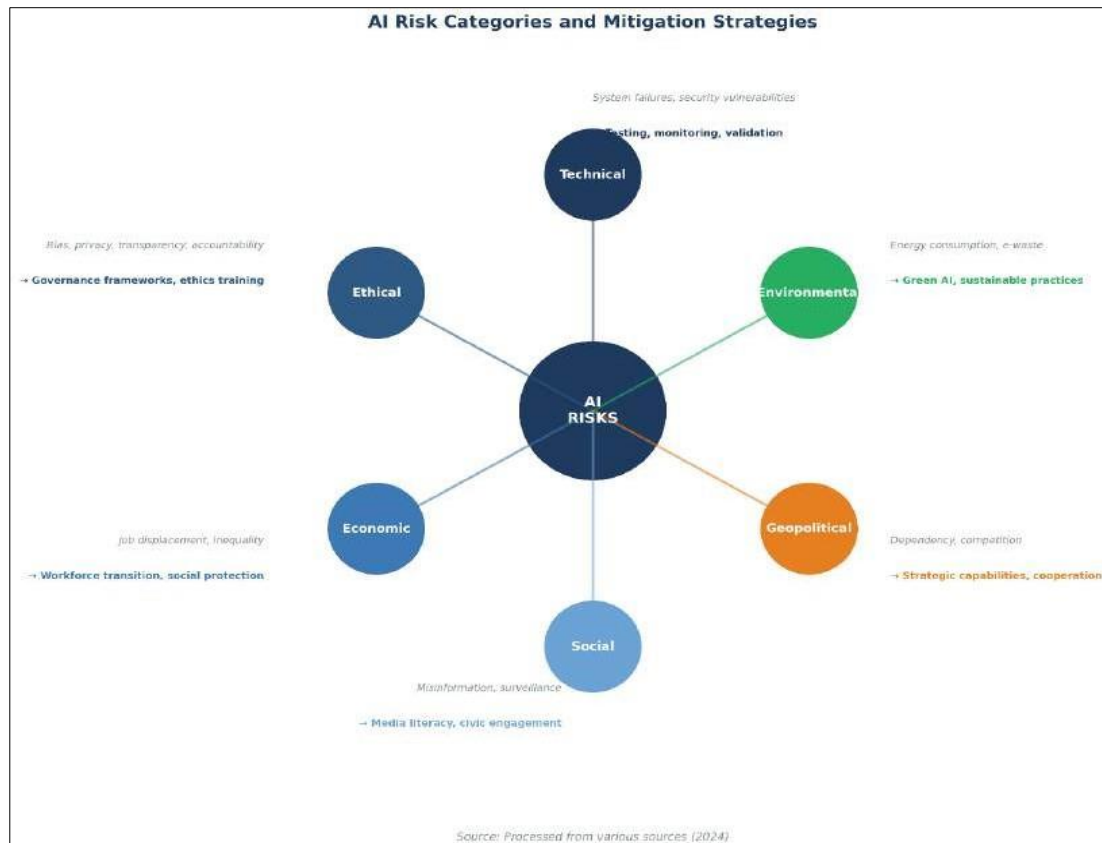 AI Risk Categories and Mitigation Strategies
System failures, security vulnerabilities
Testing, monitoring, validation
Technical
Bias, privacy, transparency, accountability
→ Governance frameworks, ethics training
Ethical
Energy consumption, e-waste
→ Green AI, sustainable practices
Environmental
AI
RISKS
Job displacement, inequality
→ Workforce transition, social protection
Economic
Geopolitical
Dependency, competition
→ Strategic capabilities, cooperation
Social
Misinformation, surveillance
→ Media literacy, civic engagement
Source: Processed from various sources (2024)